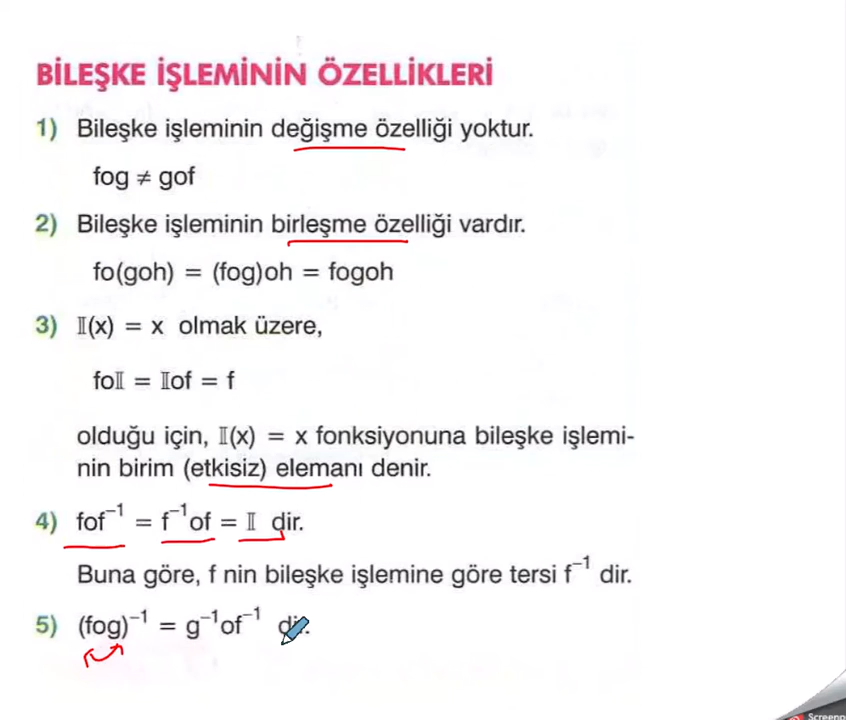 BİLEŞKE İŞLEMİNİN ÖZELLİKLERİ
1) Bileşke işleminin değişme özelliği yoktur.
fog ≠ gof
2) Bileşke işleminin birleşme özelliği vardır.
fo(goh) = (fog)oh = fogoh
3) 𝕀(x) = x olmak üzere,
fo𝕀 = 𝕀of = f
olduğu için, 𝕀(x) = x fonksiyonuna bileşke işlemi-
nin birim (etkisiz) elemanı denir.
4) fof⁻¹ = f⁻¹of = 𝕀 dir.
Buna göre, f nin bileşke işlemine göre tersi f⁻¹ dir.
5) (fog)⁻¹ = g⁻¹of⁻¹ dir.